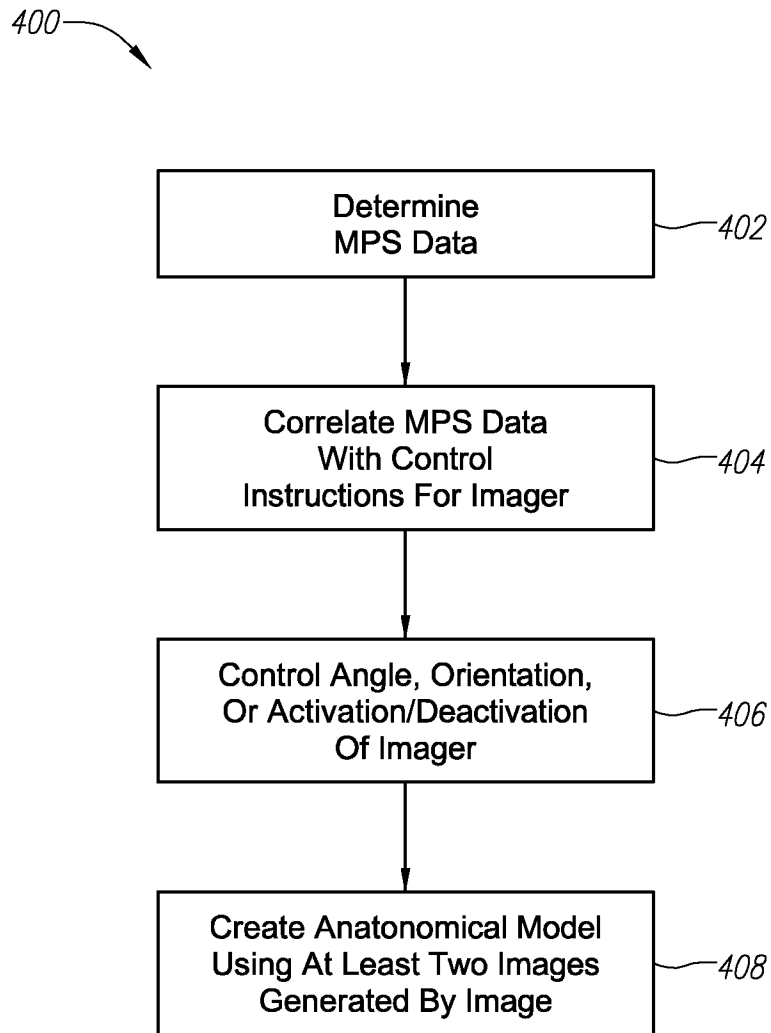 400
Determine
MPS Data
402
Correlate MPS Data
With Control
Instructions For Imager
404
Control Angle, Orientation,
Or Activation/Deactivation
Of Imager
406
Create Anatonomical Model
Using At Least Two Images
Generated By Image
408